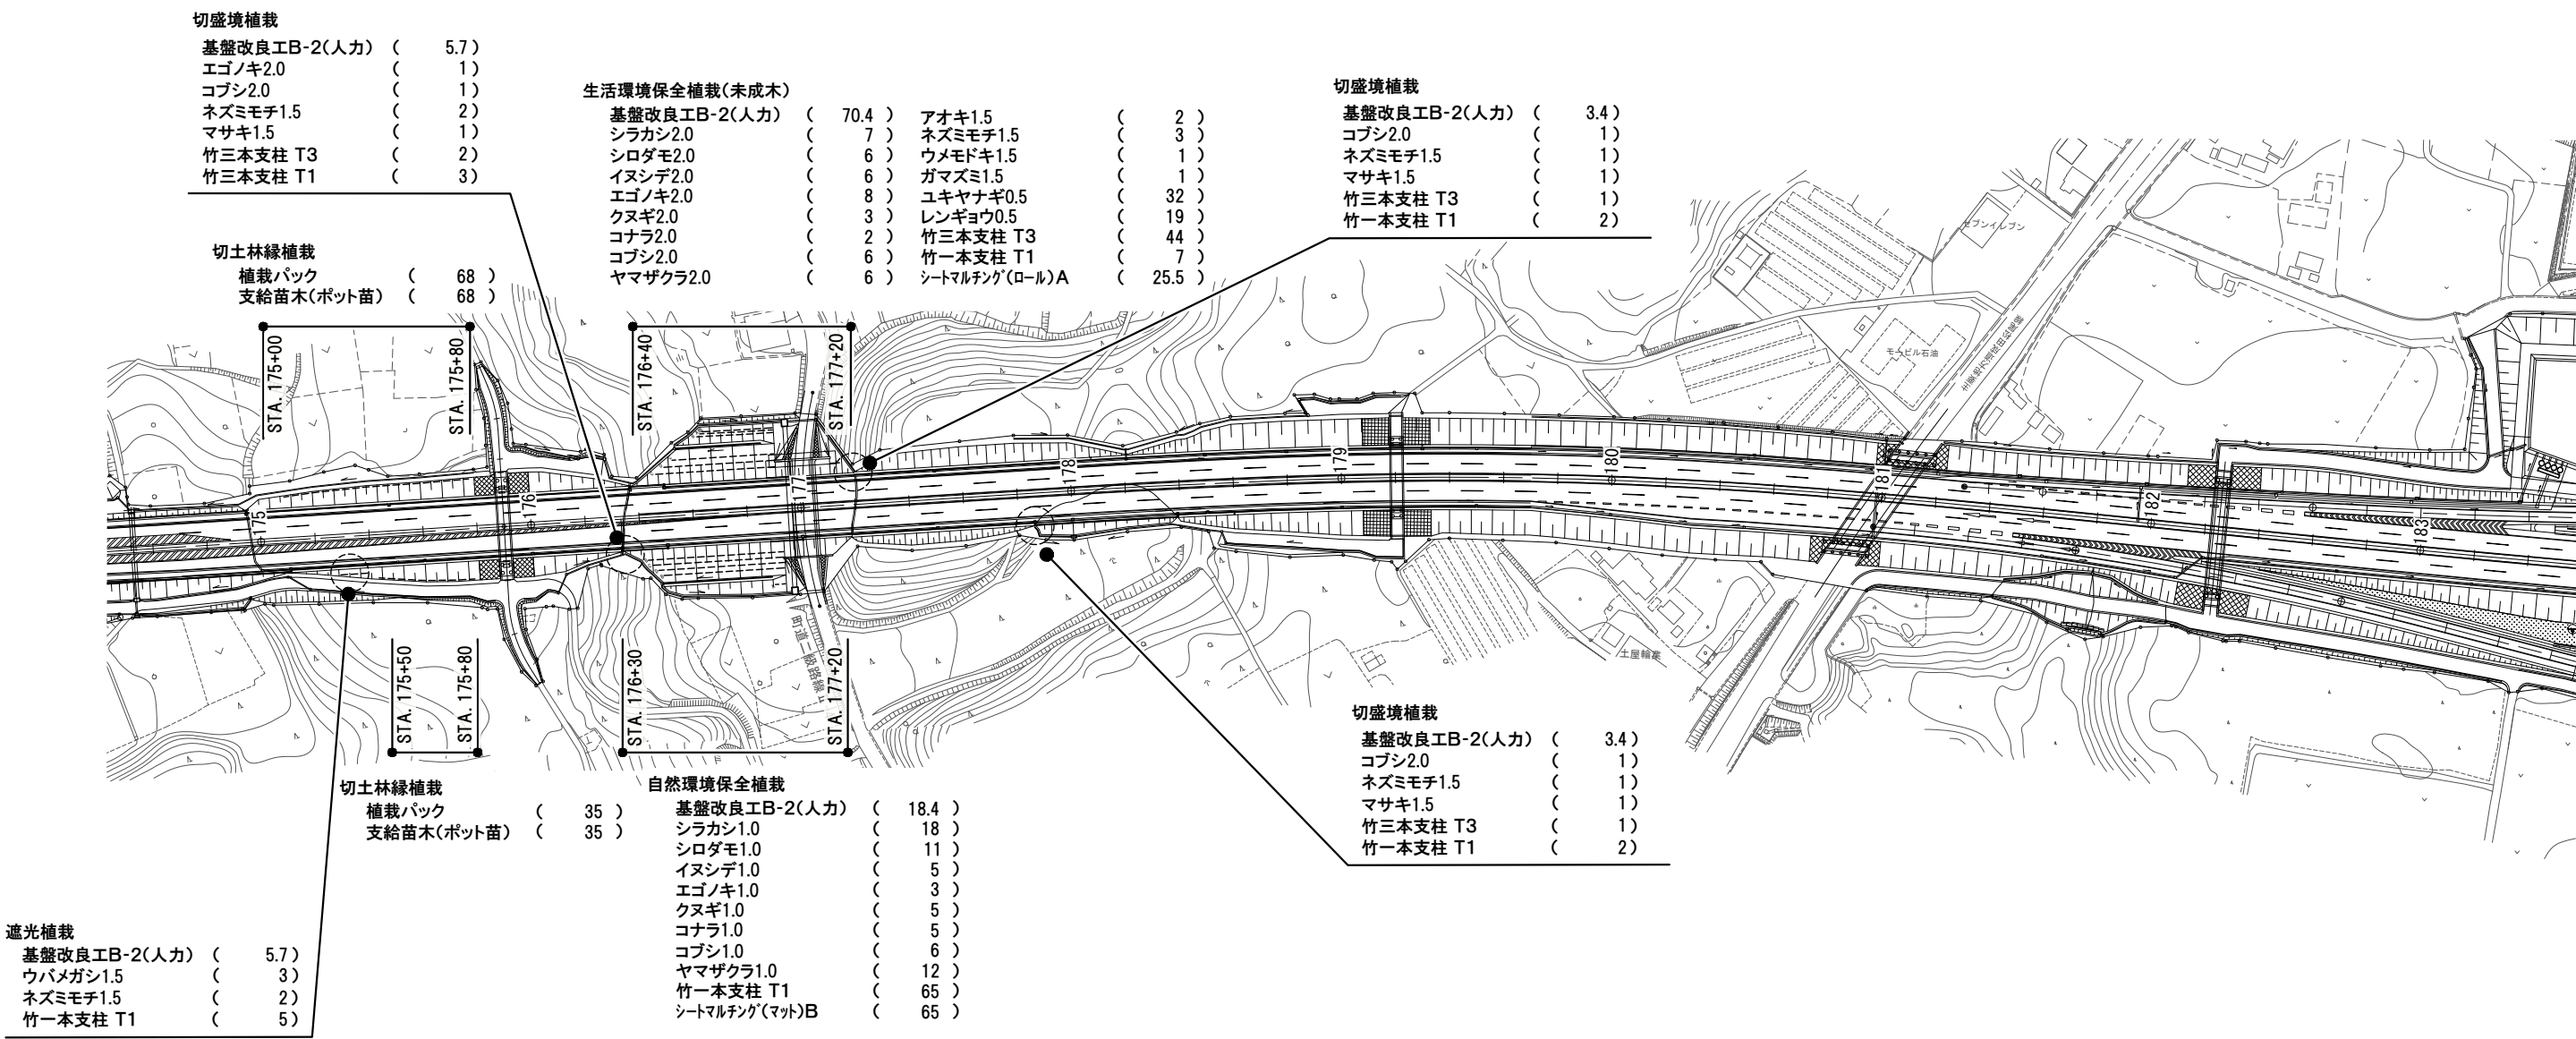 切盛境植栽
基盤改良工B-2(人力) ( 5.7 )
エゴノキ2.0 ( 1 )
コブシ2.0 ( 1 )
ネズミモチ1.5 ( 2 )
マサキ1.5 ( 1 )
竹三本支柱 T3 ( 2 )
竹三本支柱 T1 ( 3 )
生活環境保全植栽(未成木)
基盤改良工B-2(人力) ( 70.4 )
シラカシ2.0 ( 7 )
シロダモ2.0 ( 6 )
イヌシデ2.0 ( 6 )
エゴノキ2.0 ( 8 )
クヌギ2.0 ( 3 )
コナラ2.0 ( 2 )
コブシ2.0 ( 6 )
ヤマザクラ2.0 ( 6 )
アオキ1.5 ( 2 )
ネズミモチ1.5 ( 3 )
ウメモドキ1.5 ( 1 )
ガマズミ1.5 ( 1 )
ユキヤナギ0.5 ( 32 )
レンギョウ0.5 ( 19 )
竹三本支柱 T3 ( 44 )
竹一本支柱 T1 ( 7 )
シートマルチング(ロール)A ( 25.5 )
切盛境植栽
基盤改良工B-2(人力) ( 3.4 )
コブシ2.0 ( 1 )
ネズミモチ1.5 ( 1 )
マサキ1.5 ( 1 )
竹三本支柱 T3 ( 1 )
竹一本支柱 T1 ( 2 )
切土林縁植栽
植栽パック ( 68 )
支給苗木(ポット苗) ( 68 )
STA. 175+00
STA. 175+80
STA. 176+40
STA. 177+20
セブンイレブン
モービル石油
175
176
177
178
179
180
181
182
183
町道二級路線
土屋輪業
STA. 175+50
STA. 175+80
STA. 176+30
STA. 177+20
切土林縁植栽
植栽パック ( 35 )
支給苗木(ポット苗) ( 35 )
自然環境保全植栽
基盤改良工B-2(人力) ( 18.4 )
シラカシ1.0 ( 18 )
シロダモ1.0 ( 11 )
イヌシデ1.0 ( 5 )
エゴノキ1.0 ( 3 )
クヌギ1.0 ( 5 )
コナラ1.0 ( 5 )
コブシ1.0 ( 6 )
ヤマザクラ1.0 ( 12 )
竹一本支柱 T1 ( 65 )
シートマルチング(マット)B ( 65 )
切盛境植栽
基盤改良工B-2(人力) ( 3.4 )
コブシ2.0 ( 1 )
ネズミモチ1.5 ( 1 )
マサキ1.5 ( 1 )
竹三本支柱 T3 ( 1 )
竹一本支柱 T1 ( 2 )
遮光植栽
基盤改良工B-2(人力) ( 5.7 )
ウバメガシ1.5 ( 3 )
ネズミモチ1.5 ( 2 )
竹一本支柱 T1 ( 5 )